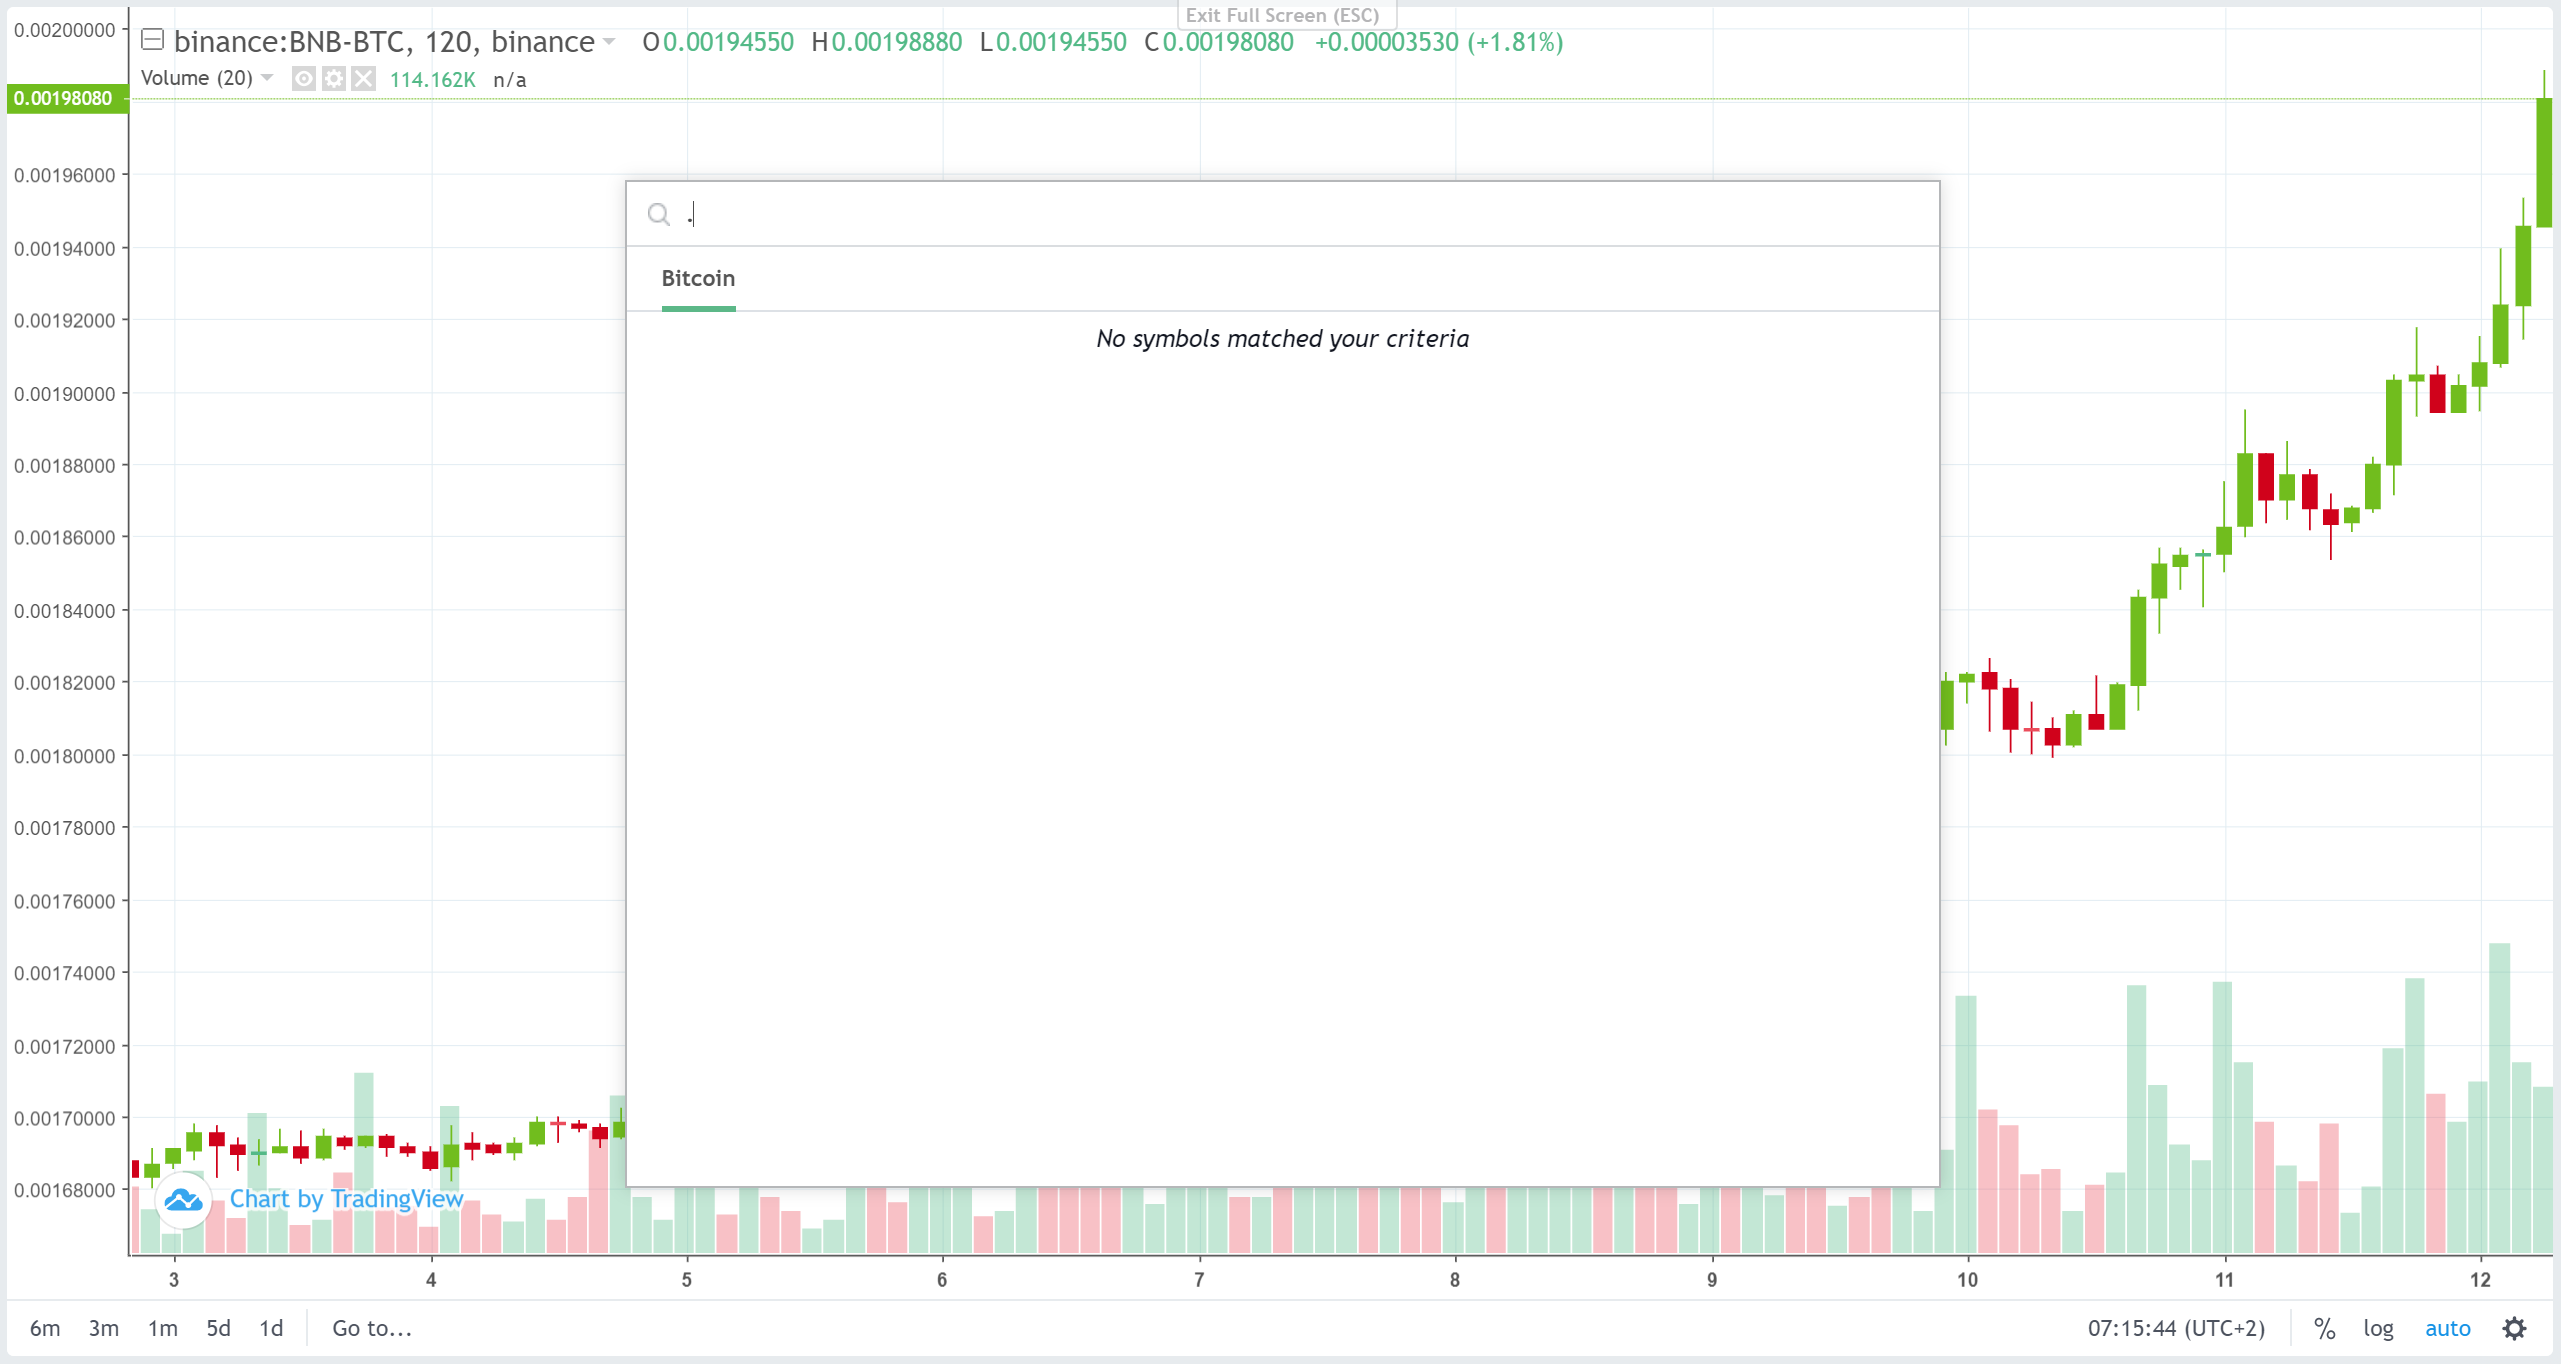 Exit Full Screen (ESC)
binance:BNB-BTC, 120, binance O0.00194550 H0.00198880 L0.00194550 C0.00198080 +0.00003530 (+1.81%)
Volume (20) 114.162K n/a
0.00200000
0.00198080
0.00196000
0.00194000
0.00192000
0.00190000
0.00188000
0.00186000
0.00184000
0.00182000
0.00180000
0.00178000
0.00176000
0.00174000
0.00172000
0.00170000
0.00168000
.
Bitcoin
No symbols matched your criteria
Chart by TradingView
3 4 5 6 7 8 9 10 11 12
6m 3m 1m 5d 1d Go to... 07:15:44 (UTC+2) % log auto